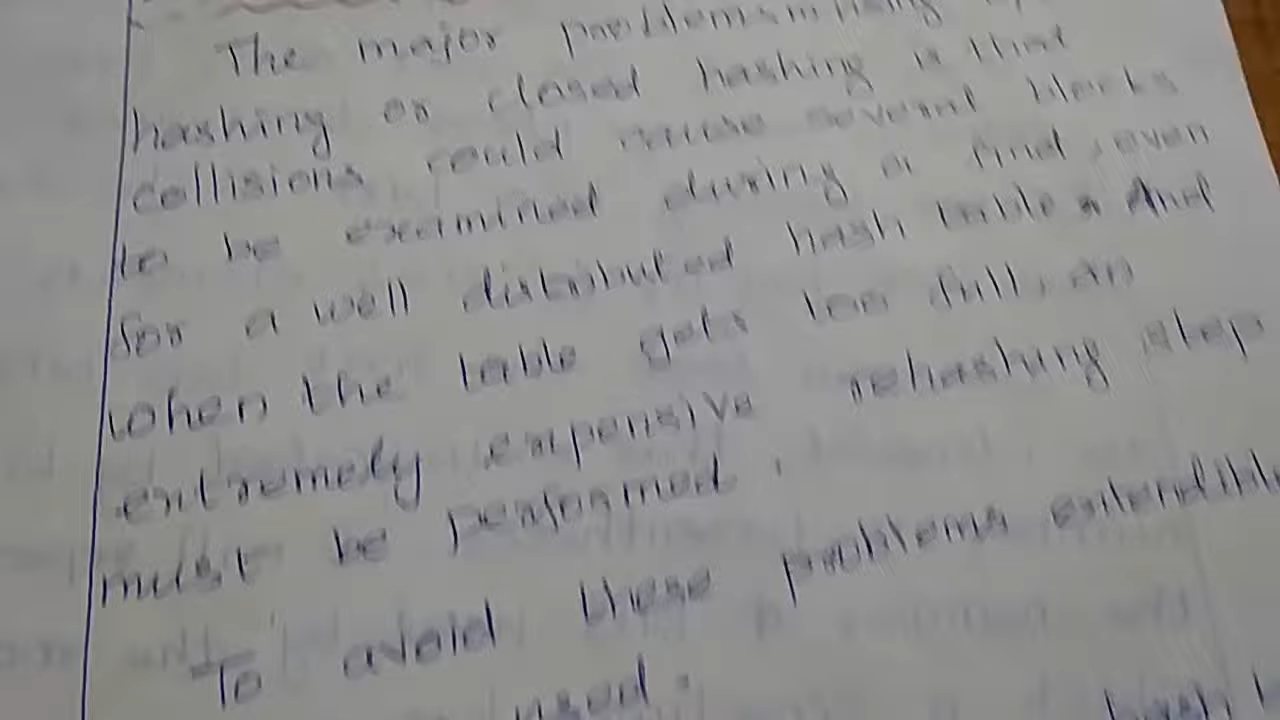 The major problems in using
hashing or closed hashing is that
collisions could cause several blocks
to be examined during a find, even
for a well distributed hash table. And
when the table gets too full, an
extremely expensive rehashing step
must be performed.
To avoid these problems extendible
used.
hash